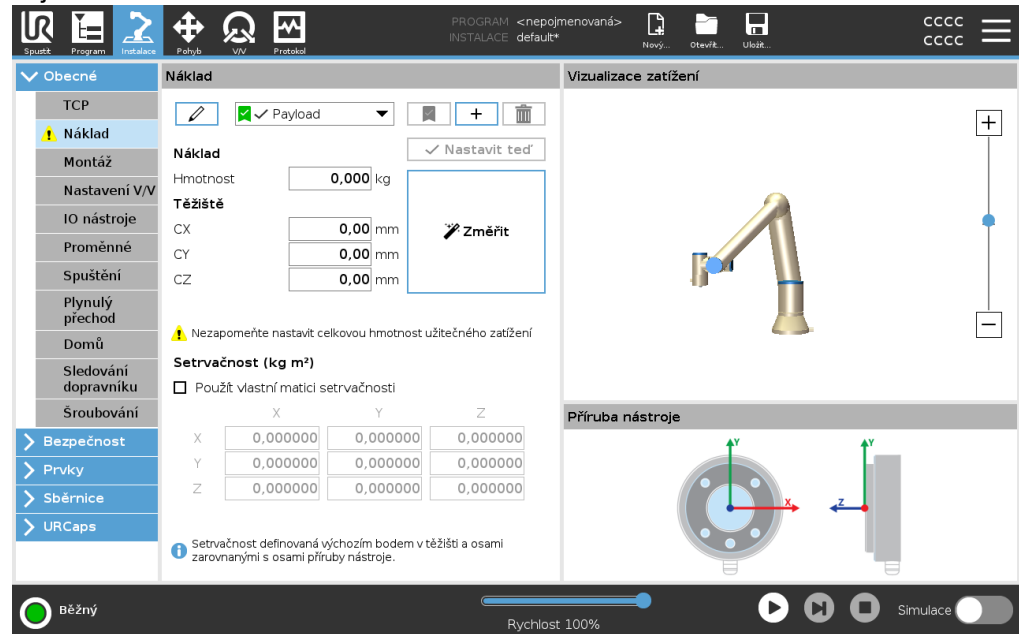 PROGRAM <nepojmenovaná>
INSTALACE default*
Spustit Program Instalace Pohyb V/V Protokol
Nový... Otevřít... Uložit...
cccc
cccc
Obecné
TCP
Náklad
Montáž
Nastavení V/V
IO nástroje
Proměnné
Spuštění
Plynulý
přechod
Domů
Sledování
dopravníku
Šroubování
Bezpečnost
Prvky
Sběrnice
URCaps
Náklad
Payload
Nastavit teď
Náklad
Hmotnost 0,000 kg
Těžiště
CX 0,00 mm
CY 0,00 mm
CZ 0,00 mm
Změřit
Nezapomeňte nastavit celkovou hmotnost užitečného zatížení
Setrvačnost (kg m²)
Použít vlastní matici setrvačnosti
X Y Z
X 0,000000 0,000000 0,000000
Y 0,000000 0,000000 0,000000
Z 0,000000 0,000000 0,000000
Setrvačnost definovaná výchozím bodem v těžišti a osami
zarovnanými s osami příruby nástroje.
Vizualizace zatížení
Příruba nástroje
Y
X
Y
Z
Běžný
Rychlost 100%
Simulace